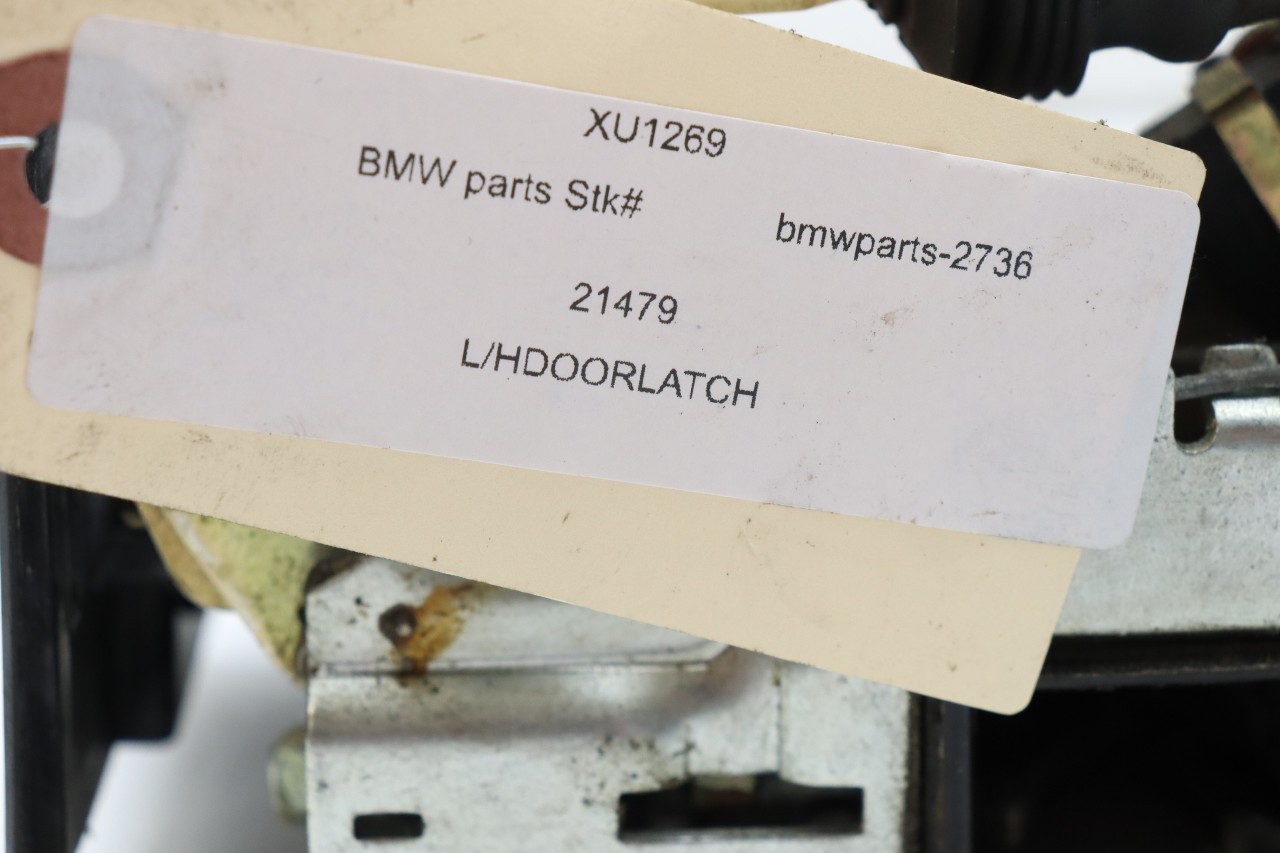 XU1269
BMW parts Stk# bmwparts-2736
21479
L/HDOORLATCH